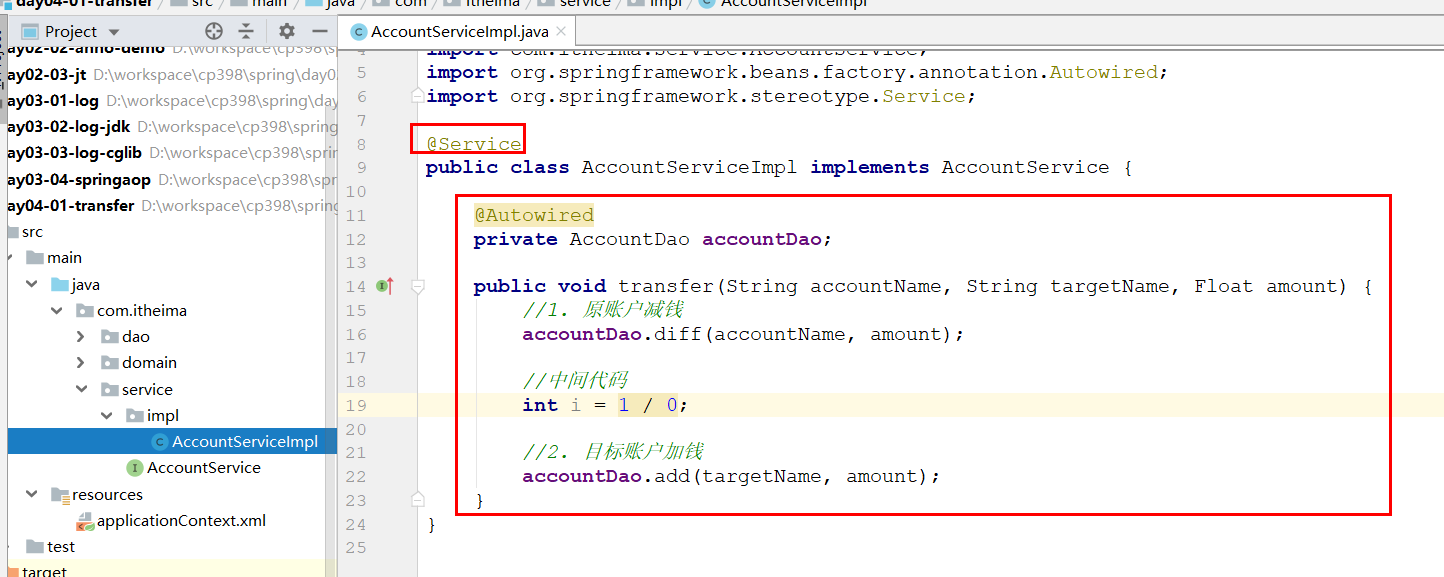 day04-01-transfer src main java com itheima service impl AccountServiceImpl
Project
AccountServiceImpl.java
ay02-02-anno-demo D:\workspace\cp398\spring\day0
ay02-03-jt D:\workspace\cp398\spring\day02
ay03-01-log D:\workspace\cp398\spring\day
ay03-02-log-jdk D:\workspace\cp398\spring
ay03-03-log-cglib D:\workspace\cp398\sprin
ay03-04-springaop D:\workspace\cp398\spr
ay04-01-transfer D:\workspace\cp398\spring
src
main
java
com.itheima
dao
domain
service
impl
AccountServiceImpl
AccountService
resources
applicationContext.xml
test
target
4 import com.itheima.service.AccountService;
5 import org.springframework.beans.factory.annotation.Autowired;
6 import org.springframework.stereotype.Service;
7
8 @Service
9 public class AccountServiceImpl implements AccountService {
10
11 @Autowired
12 private AccountDao accountDao;
13
14 public void transfer(String accountName, String targetName, Float amount) {
15 //1. 原账户减钱
16 accountDao.diff(accountName, amount);
17
18 //中间代码
19 int i = 1 / 0;
20
21 //2. 目标账户加钱
22 accountDao.add(targetName, amount);
23 }
24 }
25